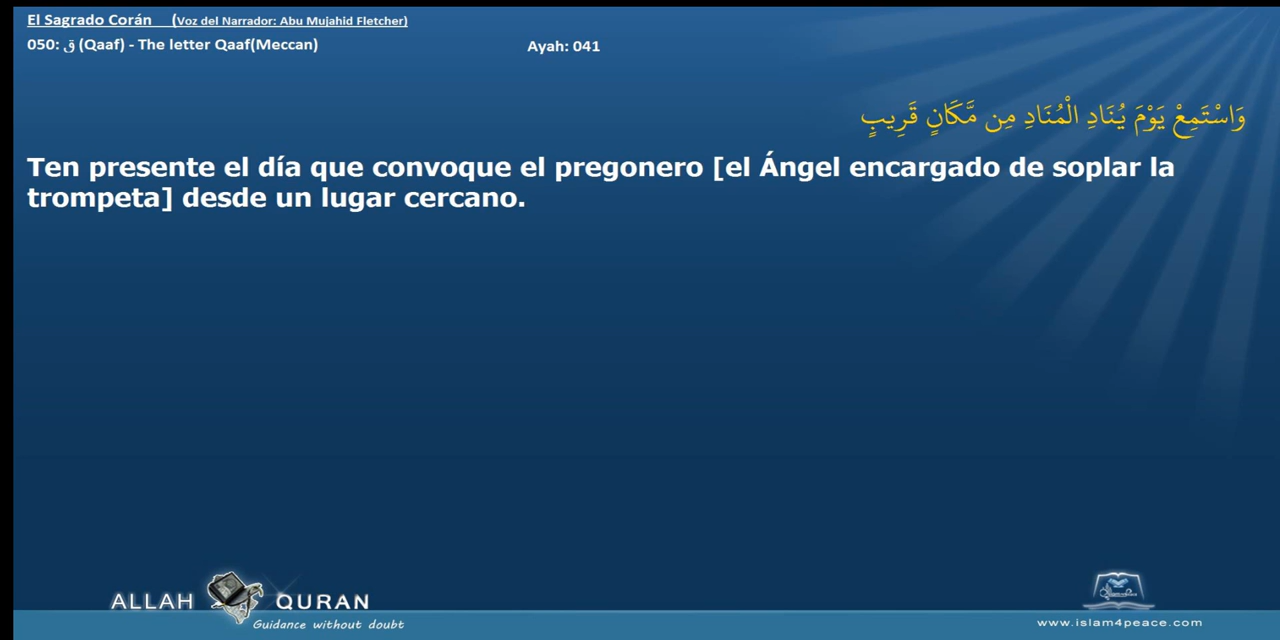 El Sagrado Corán (Voz del Narrador: Abu Mujahid Fletcher)
050: ق (Qaaf) - The letter Qaaf(Meccan) Ayah: 041
وَاسْتَمِعْ يَوْمَ يُنَادِ الْمُنَادِ مِن مَّكَانٍ قَرِيبٍ
Ten presente el día que convoque el pregonero [el Ángel encargado de soplar la
trompeta] desde un lugar cercano.
ALLAH QURAN
Guidance without doubt
www.islam4peace.com